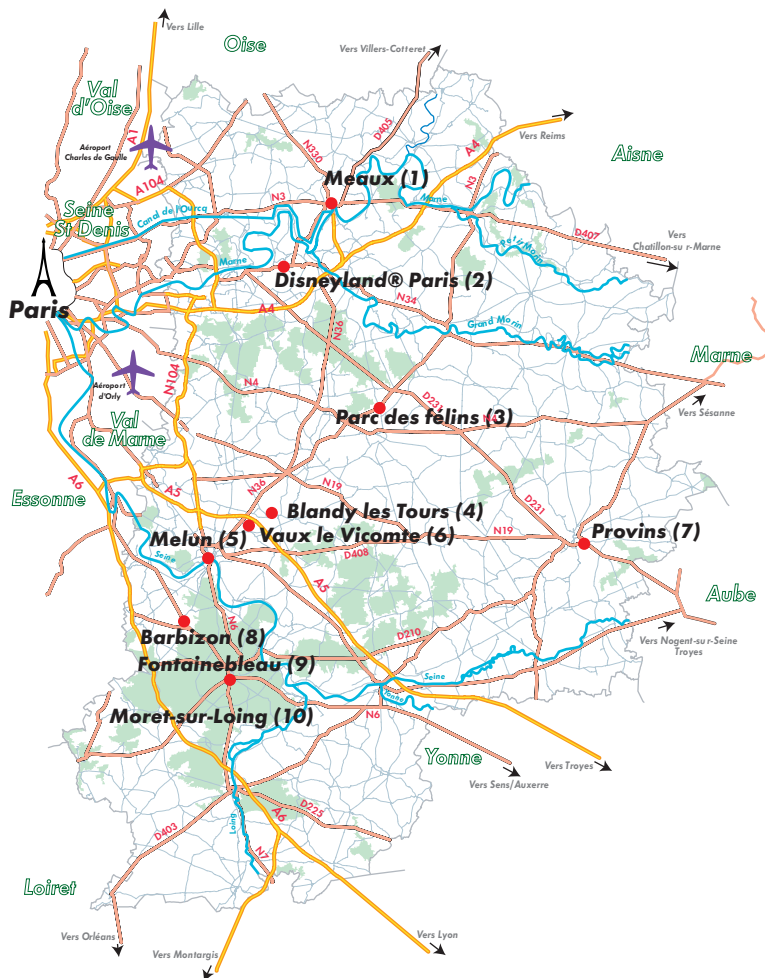 Vers Lille
Oise
Vers Villers-Cotteret
Val
d'Oise
D405
A1
Aéroport
Charles de Gaulle
N330
A4
Vers Reims
Aisne
A104
Meaux (1)
N3
N3
Marne
Seine
St Denis
Canal de l'Ourcq
D407
Vers
Chatillon-su r-Marne
Petit Morin
Marne
Disneyland® Paris (2)
Paris
A4
N34
Grand Morin
N36
Marne
Aéroport
d'Orly
N104
N4
D231
Vers Sésanne
Parc des félins (3)
N4
Val
de Marne
A6
A5
Essonne
N36
N19
D231
Blandy les Tours (4)
Melun (5)
Vaux le Vicomte (6)
N19
Provins (7)
Seine
D408
A5
Aube
N6
Barbizon (8)
D210
Vers Nogent-sur-Seine
Troyes
Fontainebleau (9)
Seine
Yonne
Moret-sur-Loing (10)
N6
Yonne
Vers Troyes
Vers Sens/Auxerre
Loing
D403
A6
D225
N7
Loiret
Vers Orléans
Vers Lyon
Vers Montargis